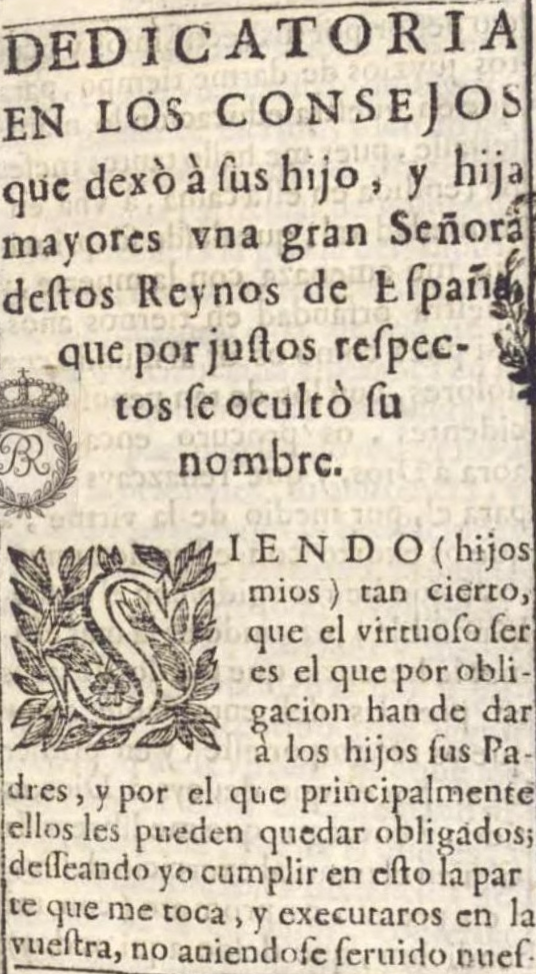 DEDICATORIA
EN LOS CONSEJOS
que dexò à ſus hijo, y hija
mayores vna gran Señora
deſtos Reynos de Eſpaña
que por juſtos reſpec-
tos ſe ocultò ſu
nombre.
BR
SIENDO (hijos
mios) tan cierto,
que el virtuoſo ſer
es el que por obli-
gacion han de dar
à los hijos ſus Pa-
dres, y por el que principalmente
ellos les pueden quedar obligados;
deſſeando yo cumplir en eſto la par
te que me toca, y executaros en la
vueſtra, no auiendoſe ſeruido nueſ-